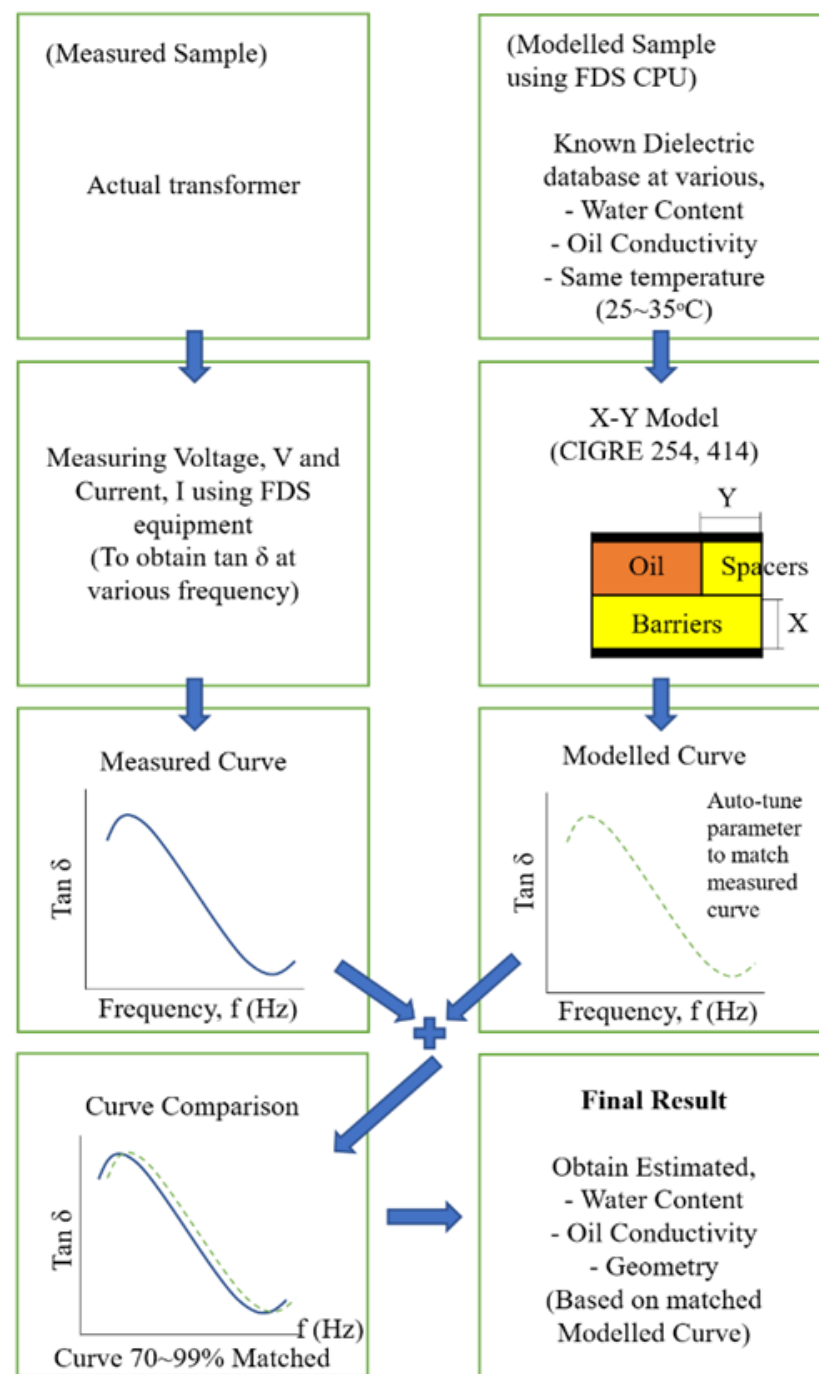 (Measured Sample)
Actual transformer
(Modelled Sample
using FDS CPU)
Known Dielectric
database at various,
- Water Content
- Oil Conductivity
- Same temperature
(25~35°C)
Measuring Voltage, V and
Current, I using FDS
equipment
(To obtain tan δ at
various frequency)
X-Y Model
(CIGRE 254, 414)
Y
Oil
Spacers
Barriers
X
Measured Curve
Tan δ
Frequency, f (Hz)
Modelled Curve
Auto-tune
parameter
to match
measured
curve
Tan δ
Frequency, f (Hz)
Curve Comparison
Tan δ
f (Hz)
Curve 70~99% Matched
Final Result
Obtain Estimated,
- Water Content
- Oil Conductivity
- Geometry
(Based on matched
Modelled Curve)